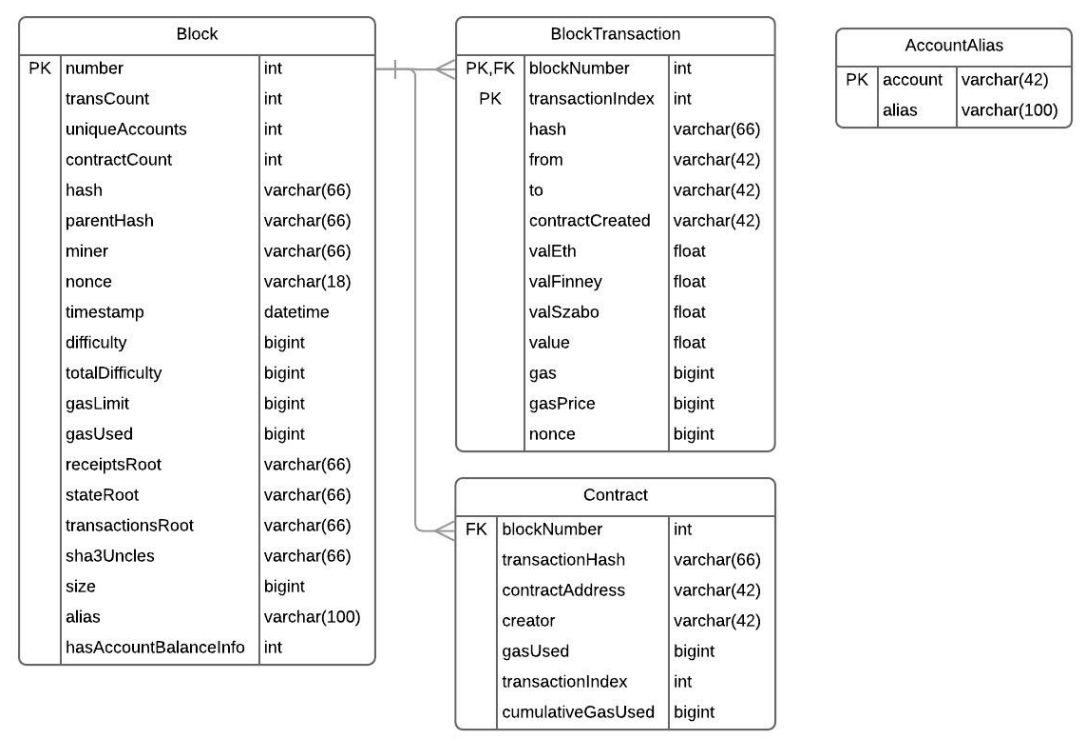 Block
PK number int
transCount int
uniqueAccounts int
contractCount int
hash varchar(66)
parentHash varchar(66)
miner varchar(66)
nonce varchar(18)
timestamp datetime
difficulty bigint
totalDifficulty bigint
gasLimit bigint
gasUsed bigint
receiptsRoot varchar(66)
stateRoot varchar(66)
transactionsRoot varchar(66)
sha3Uncles varchar(66)
size bigint
alias varchar(100)
hasAccountBalanceInfo int
BlockTransaction
PK,FK blockNumber int
PK transactionIndex int
hash varchar(66)
from varchar(42)
to varchar(42)
contractCreated varchar(42)
valEth float
valFinney float
valSzabo float
value float
gas bigint
gasPrice bigint
nonce bigint
Contract
FK blockNumber int
transactionHash varchar(66)
contractAddress varchar(42)
creator varchar(42)
gasUsed bigint
transactionIndex int
cumulativeGasUsed bigint
AccountAlias
PK account varchar(42)
alias varchar(100)